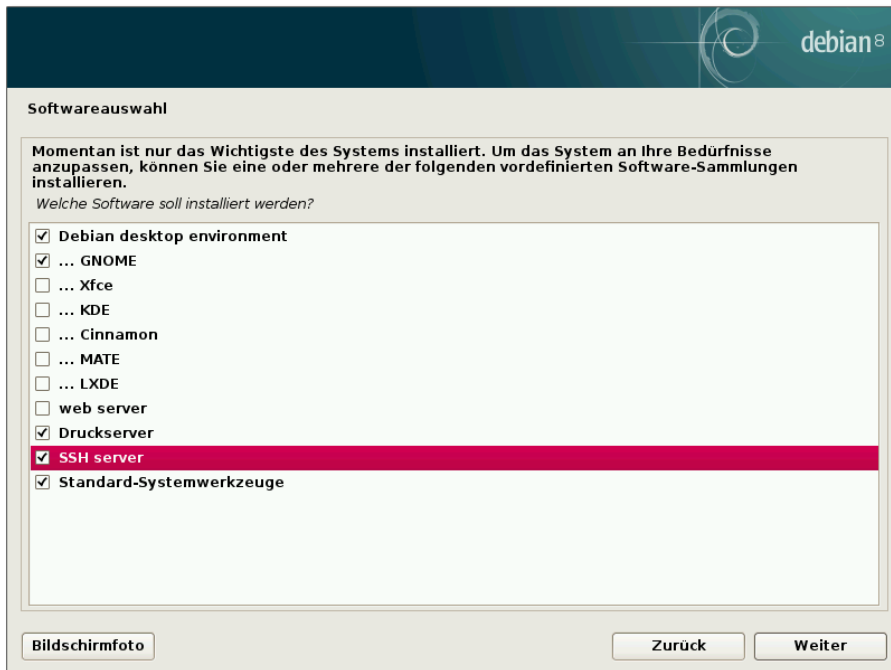 debian 8
Softwareauswahl
Momentan ist nur das Wichtigste des Systems installiert. Um das System an Ihre Bedürfnisse
anzupassen, können Sie eine oder mehrere der folgenden vordefinierten Software-Sammlungen
installieren.
Welche Software soll installiert werden?
Debian desktop environment
... GNOME
... Xfce
... KDE
... Cinnamon
... MATE
... LXDE
web server
Druckserver
SSH server
Standard-Systemwerkzeuge
Bildschirmfoto
Zurück
Weiter